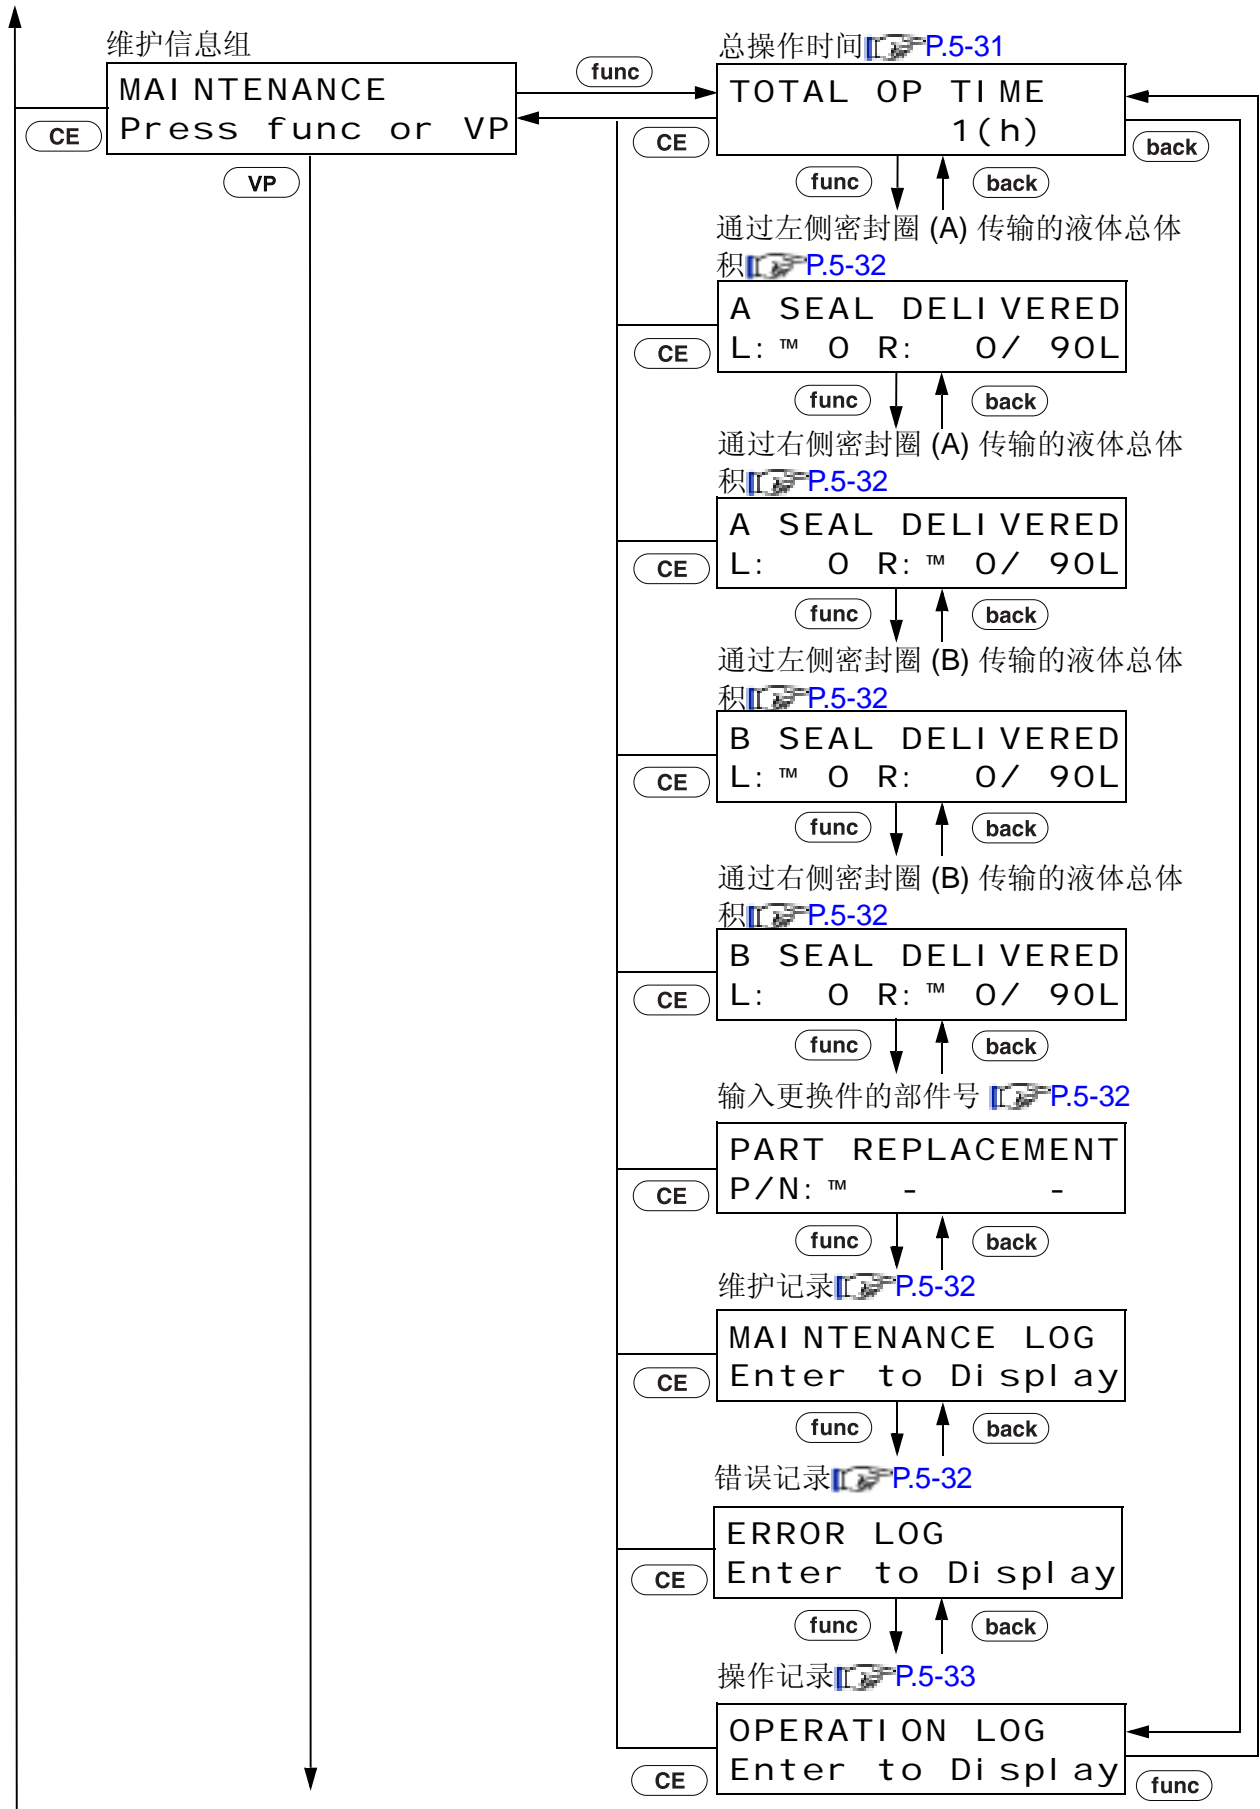 维护信息组
MAINTENANCE
Press func or VP
CE
VP
func
总操作时间 P.5-31
TOTAL OP TIME
1(h)
CE
back
func
back
通过左侧密封圈 (A) 传输的液体总体
积 P.5-32
A SEAL DELIVERED
L:™ 0 R: 0/ 90L
CE
func
back
通过右侧密封圈 (A) 传输的液体总体
积 P.5-32
A SEAL DELIVERED
L: 0 R:™ 0/ 90L
CE
func
back
通过左侧密封圈 (B) 传输的液体总体
积 P.5-32
B SEAL DELIVERED
L:™ 0 R: 0/ 90L
CE
func
back
通过右侧密封圈 (B) 传输的液体总体
积 P.5-32
B SEAL DELIVERED
L: 0 R:™ 0/ 90L
CE
func
back
输入更换件的部件号 P.5-32
PART REPLACEMENT
P/N:™ - -
CE
func
back
维护记录 P.5-32
MAINTENANCE LOG
Enter to Display
CE
func
back
错误记录 P.5-32
ERROR LOG
Enter to Display
CE
func
back
操作记录 P.5-33
OPERATION LOG
Enter to Display
CE
func